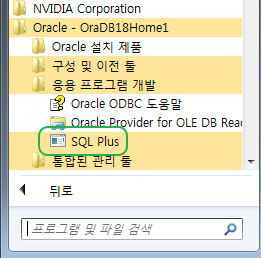 NVIDIA Corporation
Oracle - OraDB18Home1
Oracle 설치 제품
구성 및 이전 툴
응용 프로그램 개발
Oracle ODBC 도움말
Oracle Provider for OLE DB Read
SQL Plus
통합된 관리 툴
뒤로
프로그램 및 파일 검색